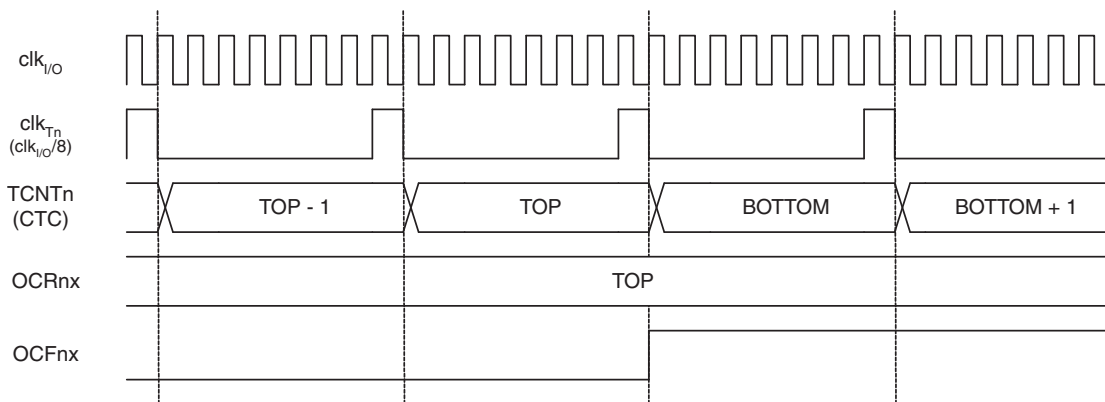 clkI/O
clkTn
(clkI/O/8)
TCNTn
(CTC)
TOP - 1
TOP
BOTTOM
BOTTOM + 1
OCRnx
TOP
OCFnx